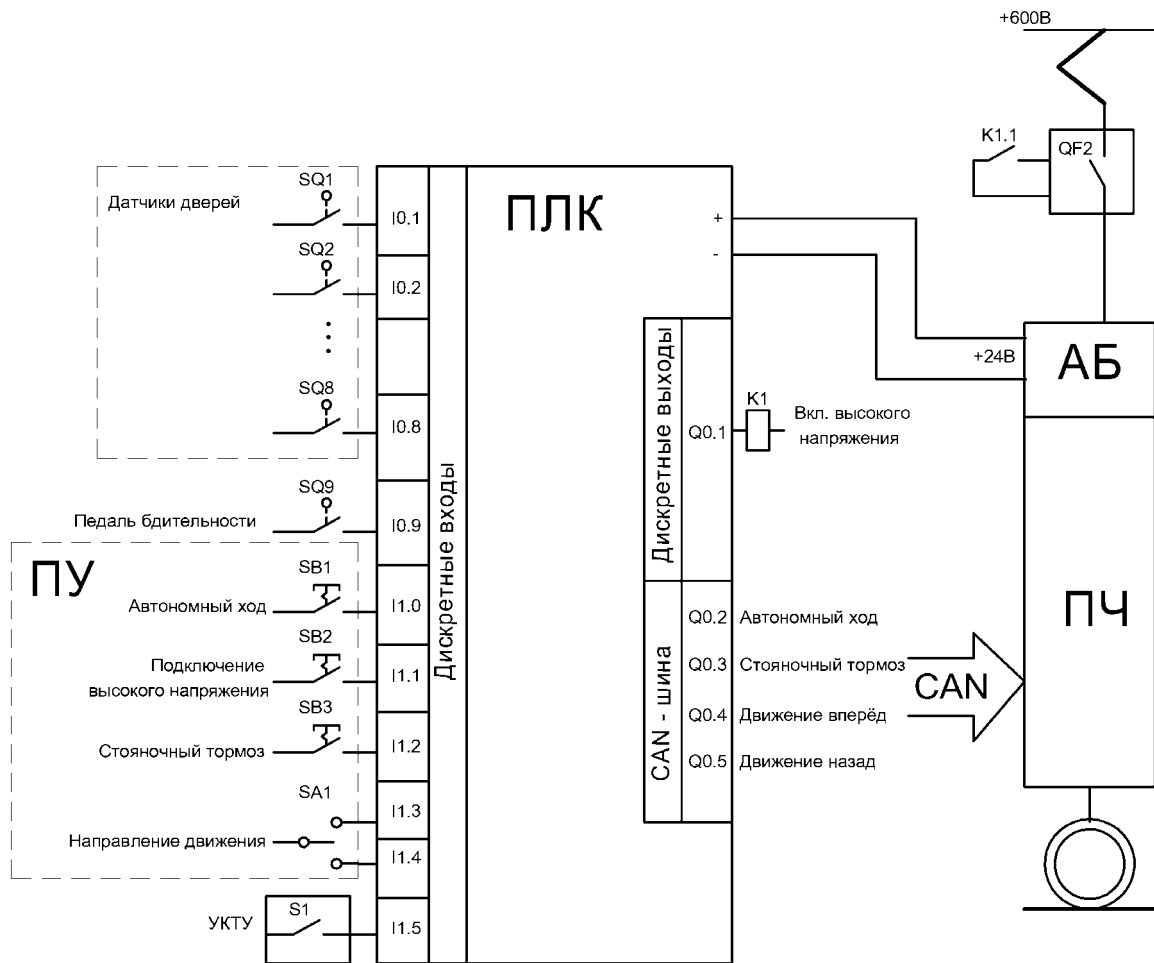 +600В
K1.1
QF2
Датчики дверей
SQ1
I0.1
ПЛК
+
-
SQ2
I0.2
SQ8
I0.8
+24В
АБ
Дискретные входы
Дискретные выходы
Q0.1
K1
Вкл. высокого
напряжения
Педаль бдительности
SQ9
I0.9
ПУ
SB1
Автономный ход
I1.0
SB2
Подключение
высокого напряжения
I1.1
SB3
Стояночный тормоз
I1.2
SA1
I1.3
Направление движения
I1.4
УКТУ
S1
I1.5
CAN - шина
Q0.2
Автономный ход
Q0.3
Стояночный тормоз
Q0.4
Движение вперёд
Q0.5
Движение назад
CAN
ПЧ